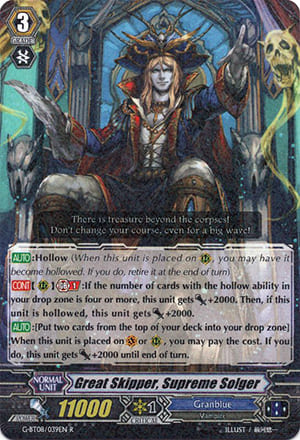 3
GRADE
There is treasure beyond the corpses!
Don't change your course, even for a big wave!
AUTO:Hollow (When this unit is placed on , you may have it
become hollowed. If you do, retire it at the end of turn)
CONT :If the number of cards with the hollow ability in
your drop zone is four or more, this unit gets +2000. Then, if
this unit is hollowed, this unit gets +2000.
AUTO:[Put two cards from the top of your deck into your drop zone]
When this unit is placed on or , you may pay the cost. If you
do, this unit gets +2000 until end of turn.
NORMAL
UNIT
Great Skipper, Supreme Solger
POWER
11000
1
CRITICAL
Granblue
Vampire
G-BT08/039EN R
ILLUST